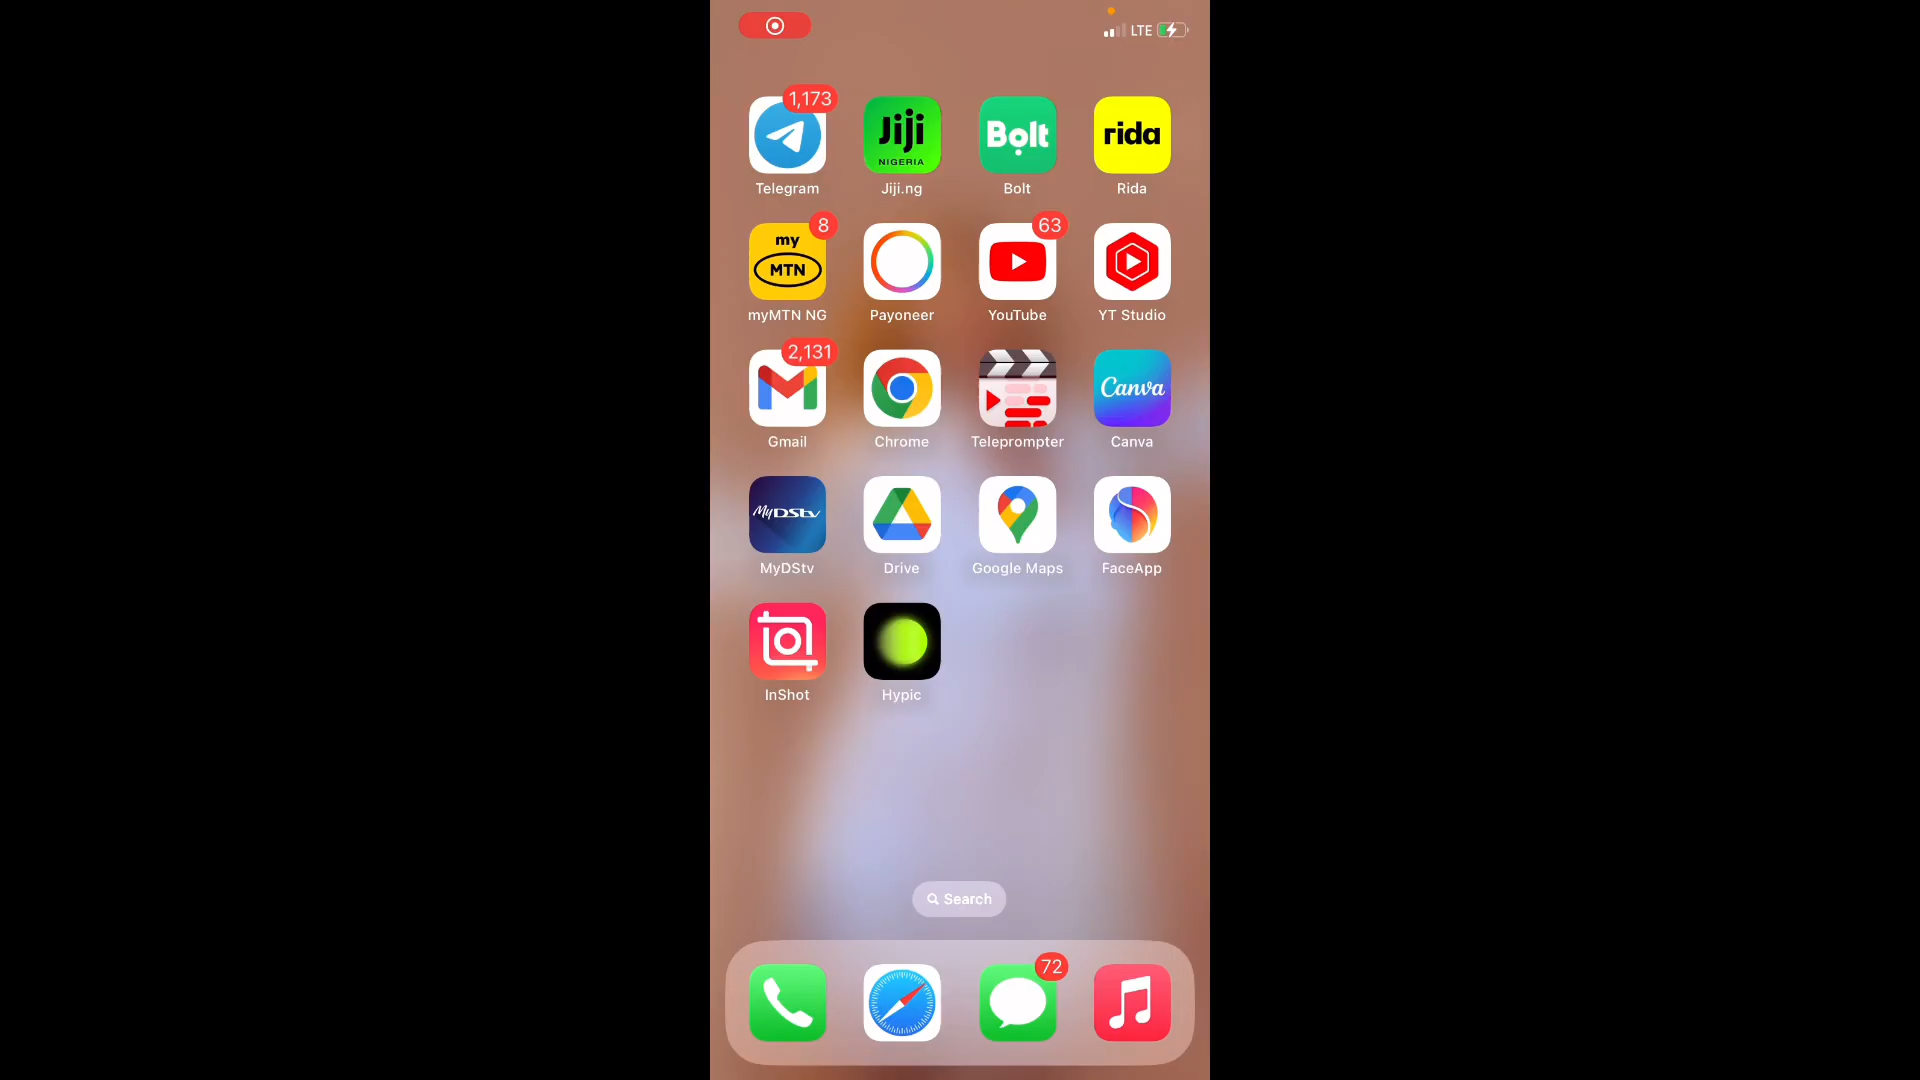 LTE
1,173
Jiji
NIGERIA
Bolt
rida
Telegram
Jiji.ng
Bolt
Rida
8
63
my
MTN
myMTN NG
Payoneer
YouTube
YT Studio
2,131
Canva
Gmail
Chrome
Teleprompter
Canva
MyDStv
MyDStv
Drive
Google Maps
FaceApp
InShot
Hypic
Search
72